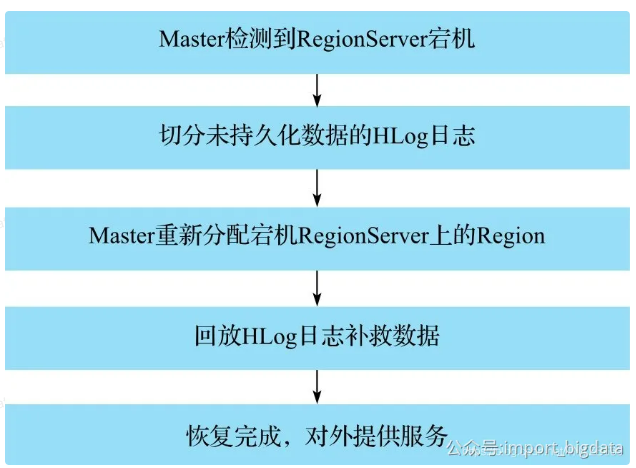 Master检测到RegionServer宕机
切分未持久化数据的HLog日志
Master重新分配宕机RegionServer上的Region
回放HLog日志补救数据
恢复完成，对外提供服务
公众号:import_bigdata